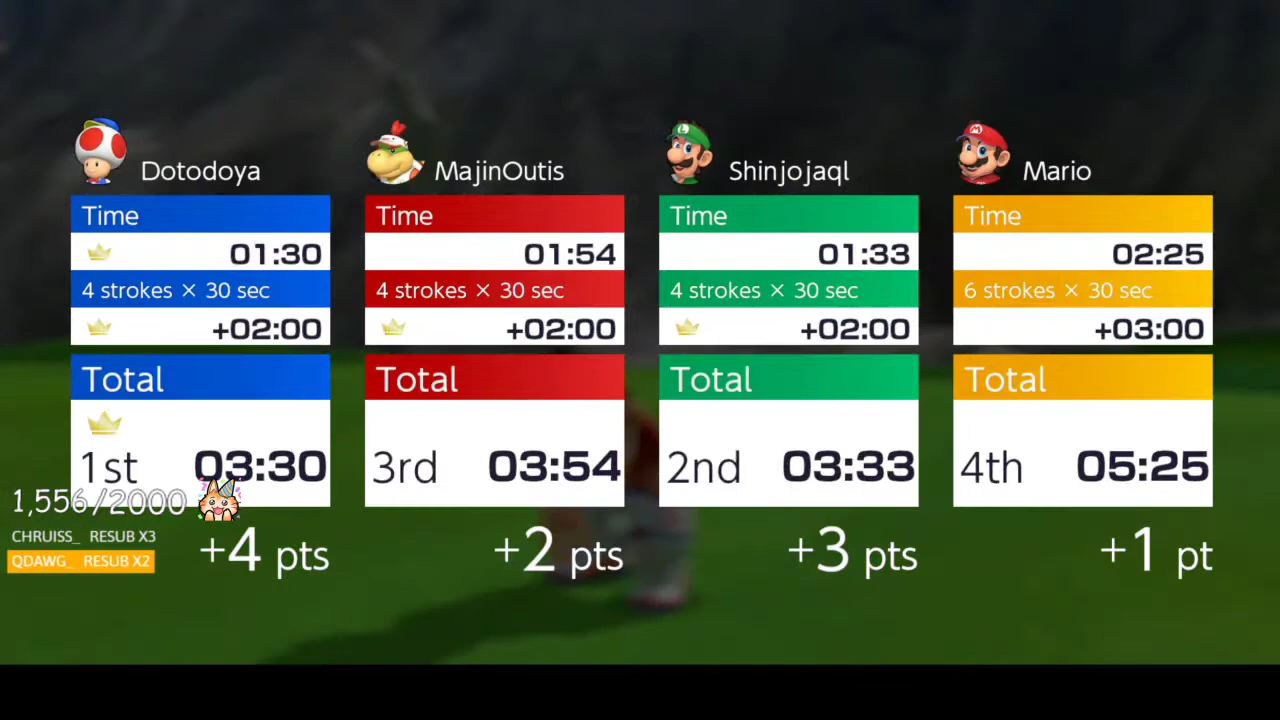 Dotodoya
Time
01:30
4 strokes × 30 sec
+02:00
Total
1st 03:30
+4 pts
MajinOutis
Time
01:54
4 strokes × 30 sec
+02:00
Total
3rd 03:54
+2 pts
L
Shinjojaql
Time
01:33
4 strokes × 30 sec
+02:00
Total
2nd 03:33
+3 pts
M
Mario
Time
02:25
6 strokes × 30 sec
+03:00
Total
4th 05:25
+1 pt
1,556/2000
CHRUISS_ RESUB X3
QDAWG_ RESUB X2